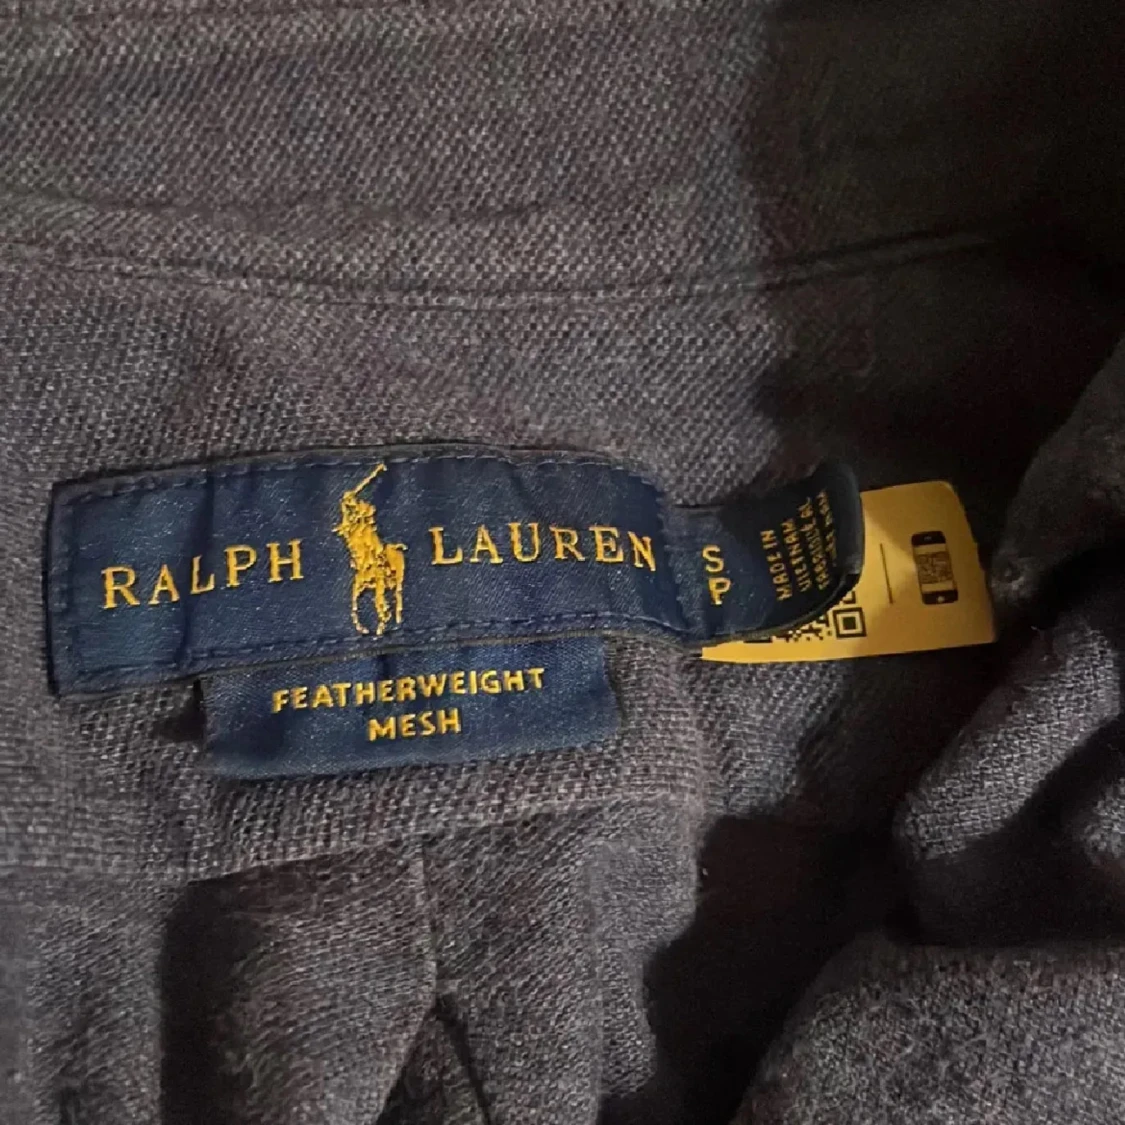 RALPH LAUREN
FEATHERWEIGHT
MESH
S
P
MADE IN
VIETNAM